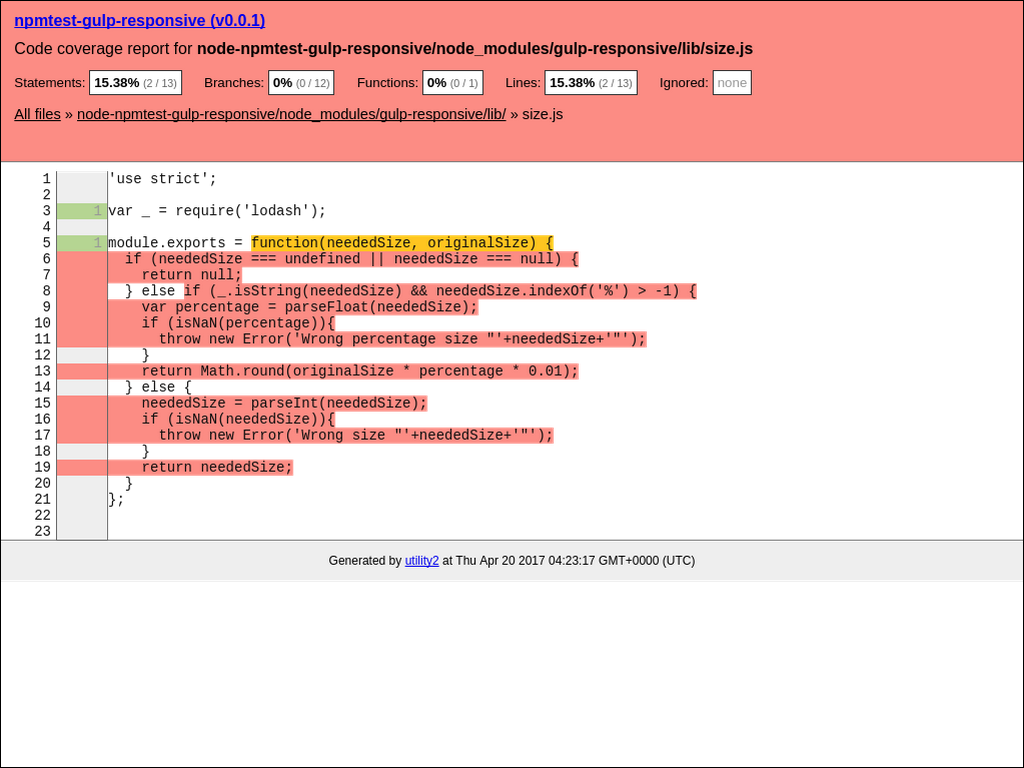 npmtest-gulp-responsive (v0.0.1)
Code coverage report for node-npmtest-gulp-responsive/node_modules/gulp-responsive/lib/size.js
Statements: 15.38% (2 / 13) Branches: 0% (0 / 12) Functions: 0% (0 / 1) Lines: 15.38% (2 / 13) Ignored: none
All files » node-npmtest-gulp-responsive/node_modules/gulp-responsive/lib/ » size.js
1 'use strict';
2
3 1 var _ = require('lodash');
4
5 1 module.exports = function(neededSize, originalSize) {
6   if (neededSize === undefined || neededSize === null) {
7     return null;
8   } else if (_.isString(neededSize) && neededSize.indexOf('%') > -1) {
9     var percentage = parseFloat(neededSize);
10     if (isNaN(percentage)){
11       throw new Error('Wrong percentage size "'+neededSize+'"');
12     }
13     return Math.round(originalSize * percentage * 0.01);
14   } else {
15     neededSize = parseInt(neededSize);
16     if (isNaN(neededSize)){
17       throw new Error('Wrong size "'+neededSize+'"');
18     }
19     return neededSize;
20   }
21 };
22
23
Generated by utility2 at Thu Apr 20 2017 04:23:17 GMT+0000 (UTC)